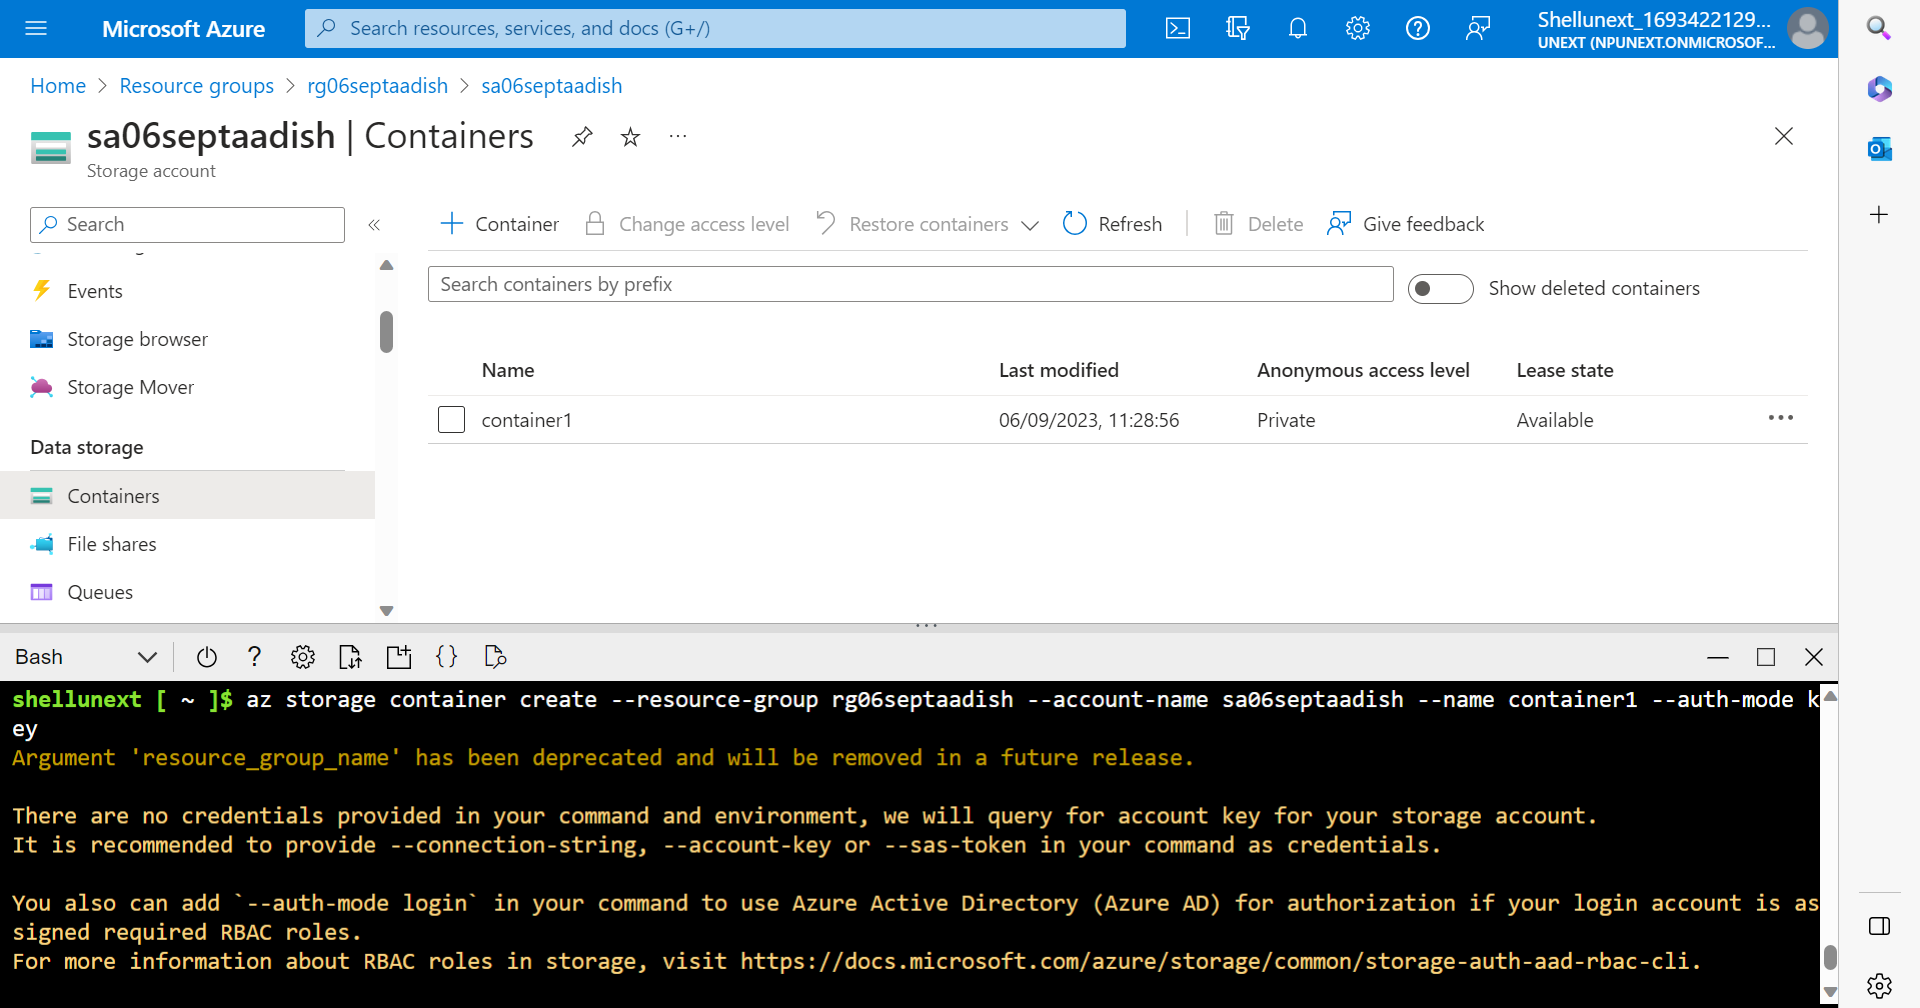 Microsoft Azure
Search resources, services, and docs (G+/)
Shellunext_1693422129...
UNEXT (NPUNEXT.ONMICROSOF...
Home > Resource groups > rg06septaadish > sa06septaadish
sa06septaadish | Containers
Storage account
Search
«
Container
Change access level
Restore containers
Refresh
Delete
Give feedback
Events
Storage browser
Storage Mover
Data storage
Containers
File shares
Queues
Search containers by prefix
Show deleted containers
Name Last modified Anonymous access level Lease state
container1 06/09/2023, 11:28:56 Private Available
Bash
shellunext [ ~ ]$ az storage container create --resource-group rg06septaadish --account-name sa06septaadish --name container1 --auth-mode k
ey
Argument 'resource_group_name' has been deprecated and will be removed in a future release.
There are no credentials provided in your command and environment, we will query for account key for your storage account.
It is recommended to provide --connection-string, --account-key or --sas-token in your command as credentials.
You also can add `--auth-mode login` in your command to use Azure Active Directory (Azure AD) for authorization if your login account is as
signed required RBAC roles.
For more information about RBAC roles in storage, visit https://docs.microsoft.com/azure/storage/common/storage-auth-aad-rbac-cli.